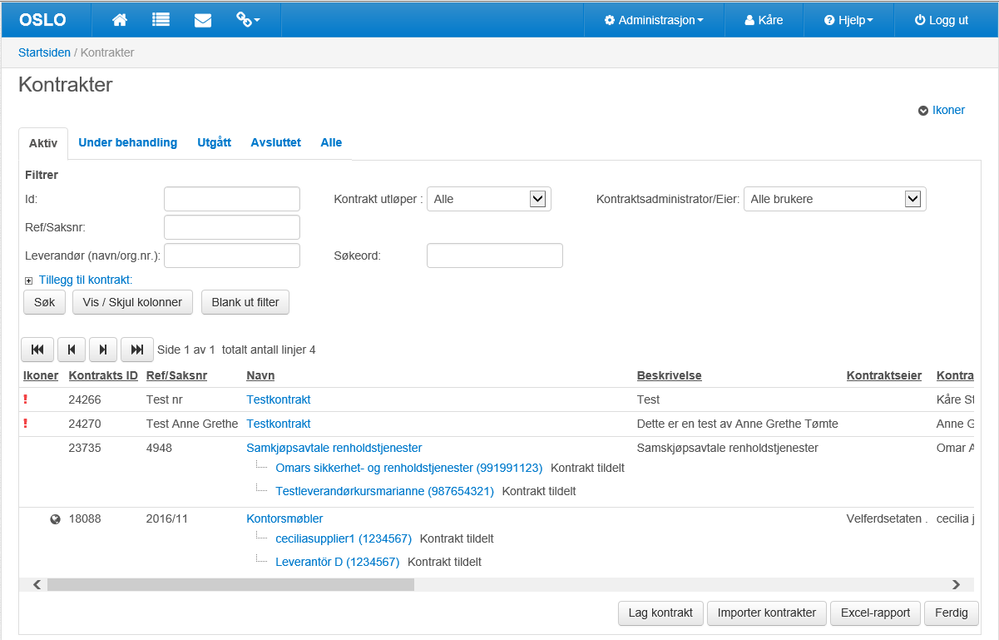 OSLO Administrasjon Kåre Hjelp Logg ut
Startsiden / Kontrakter
Kontrakter
Ikoner
Aktiv Under behandling Utgått Avsluttet Alle
Filtrer
Id: Kontrakt utløper : Alle Kontraktsadministrator/Eier: Alle brukere
Ref/Saksnr:
Leverandør (navn/org.nr.): Søkeord:
Tillegg til kontrakt:
Søk Vis / Skjul kolonner Blank ut filter
Side 1 av 1 totalt antall linjer 4
Ikoner Kontrakts ID Ref/Saksnr Navn Beskrivelse Kontraktseier Kontra
! 24266 Test nr Testkontrakt Test Kåre St
! 24270 Test Anne Grethe Testkontrakt Dette er en test av Anne Grethe Tømte Anne G
23735 4948 Samkjøpsavtale renholdstjenester Samskjøpsavtale renholdstjenester Omar A
Omars sikkerhet- og renholdstjenester (991991123) Kontrakt tildelt
Testleverandørkursmarianne (987654321) Kontrakt tildelt
18088 2016/11 Kontorsmøbler Velferdsetaten . cecilia j
ceciliasupplier1 (1234567) Kontrakt tildelt
Leverantör D (1234567) Kontrakt tildelt
Lag kontrakt Importer kontrakter Excel-rapport Ferdig